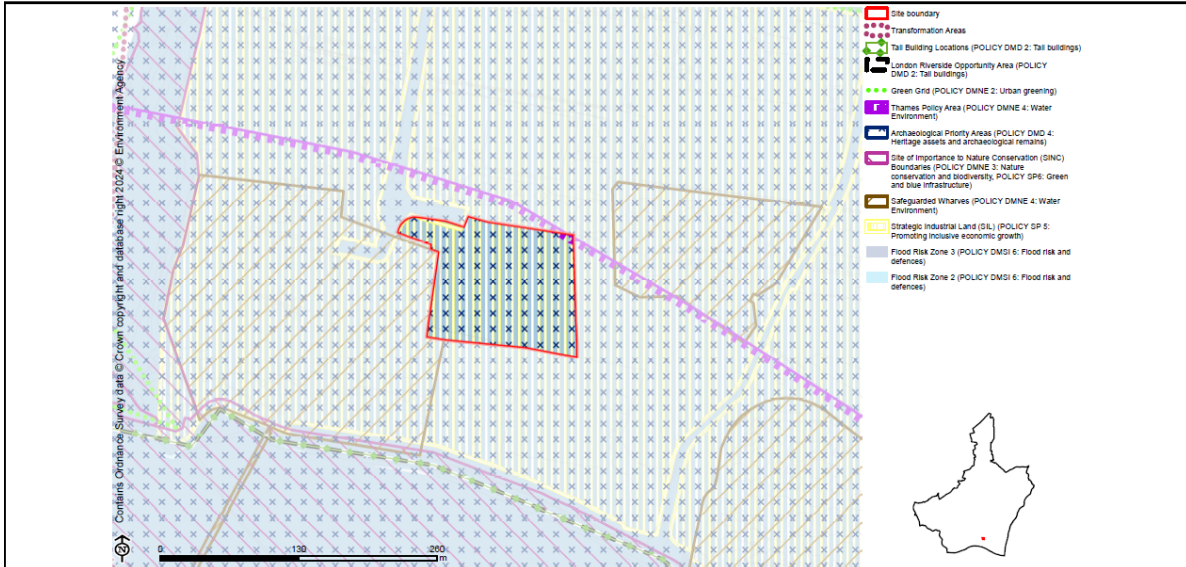 Contains Ordnance Survey data © Crown copyright and database right 2024 © Environment Agency
N
0
130
260
m
Site boundary
Transformation Areas
Tall Building Locations (POLICY DMD 2: Tall buildings)
London Riverside Opportunity Area (POLICY
DMD 2: Tall buildings)
Green Grid (POLICY DMNE 2: Urban greening)
Thames Policy Area (POLICY DMNE 4: Water
Environment)
Archaeological Priority Areas (POLICY DMD 4:
Heritage assets and archaeological remains)
Site of Importance to Nature Conservation (SINC)
Boundaries (POLICY DMNE 3: Nature
conservation and biodiversity, POLICY SP6: Green
and blue infrastructure)
Safeguarded Wharves (POLICY DMNE 4: Water
Environment)
Strategic Industrial Land (SIL) (POLICY SP 5:
Promoting inclusive economic growth)
Flood Risk Zone 3 (POLICY DMSI 6: Flood risk and
defences)
Flood Risk Zone 2 (POLICY DMSI 6: Flood risk and
defences)